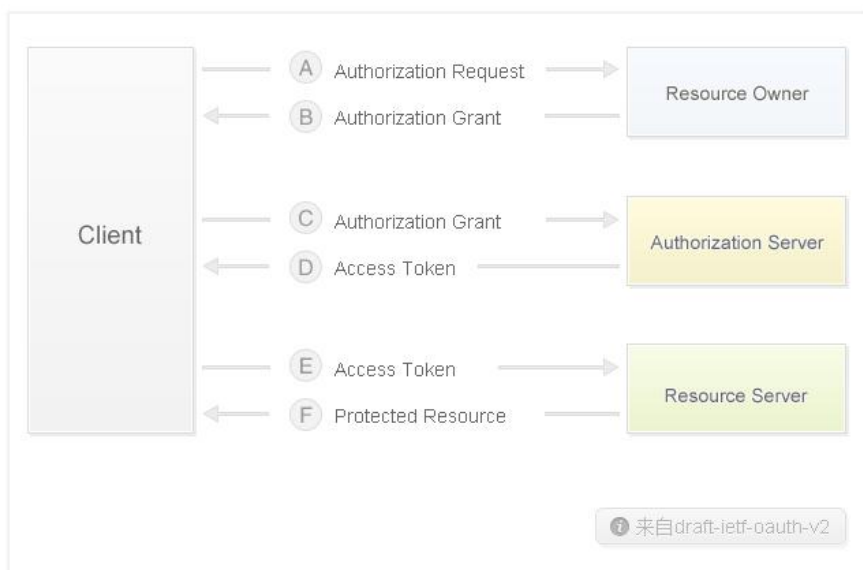 Client
A Authorization Request
Resource Owner
B Authorization Grant
C Authorization Grant
Authorization Server
D Access Token
E Access Token
Resource Server
F Protected Resource
i 来自draft-ietf-oauth-v2